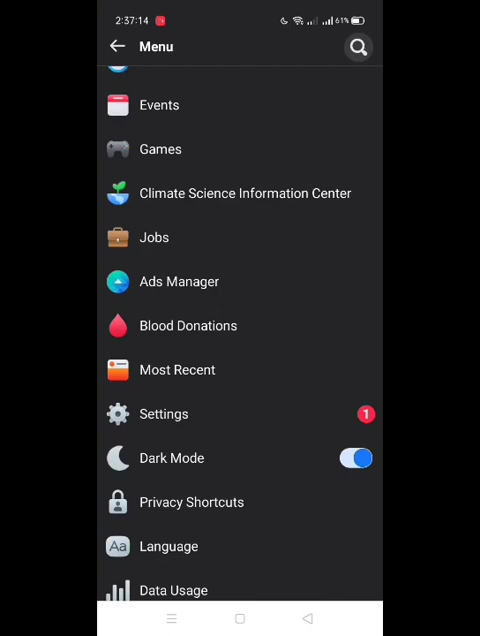 2:37:14 61%
Menu
Events
Games
Climate Science Information Center
Jobs
Ads Manager
Blood Donations
Most Recent
Settings 1
Dark Mode
Privacy Shortcuts
Aa Language
Data Usage